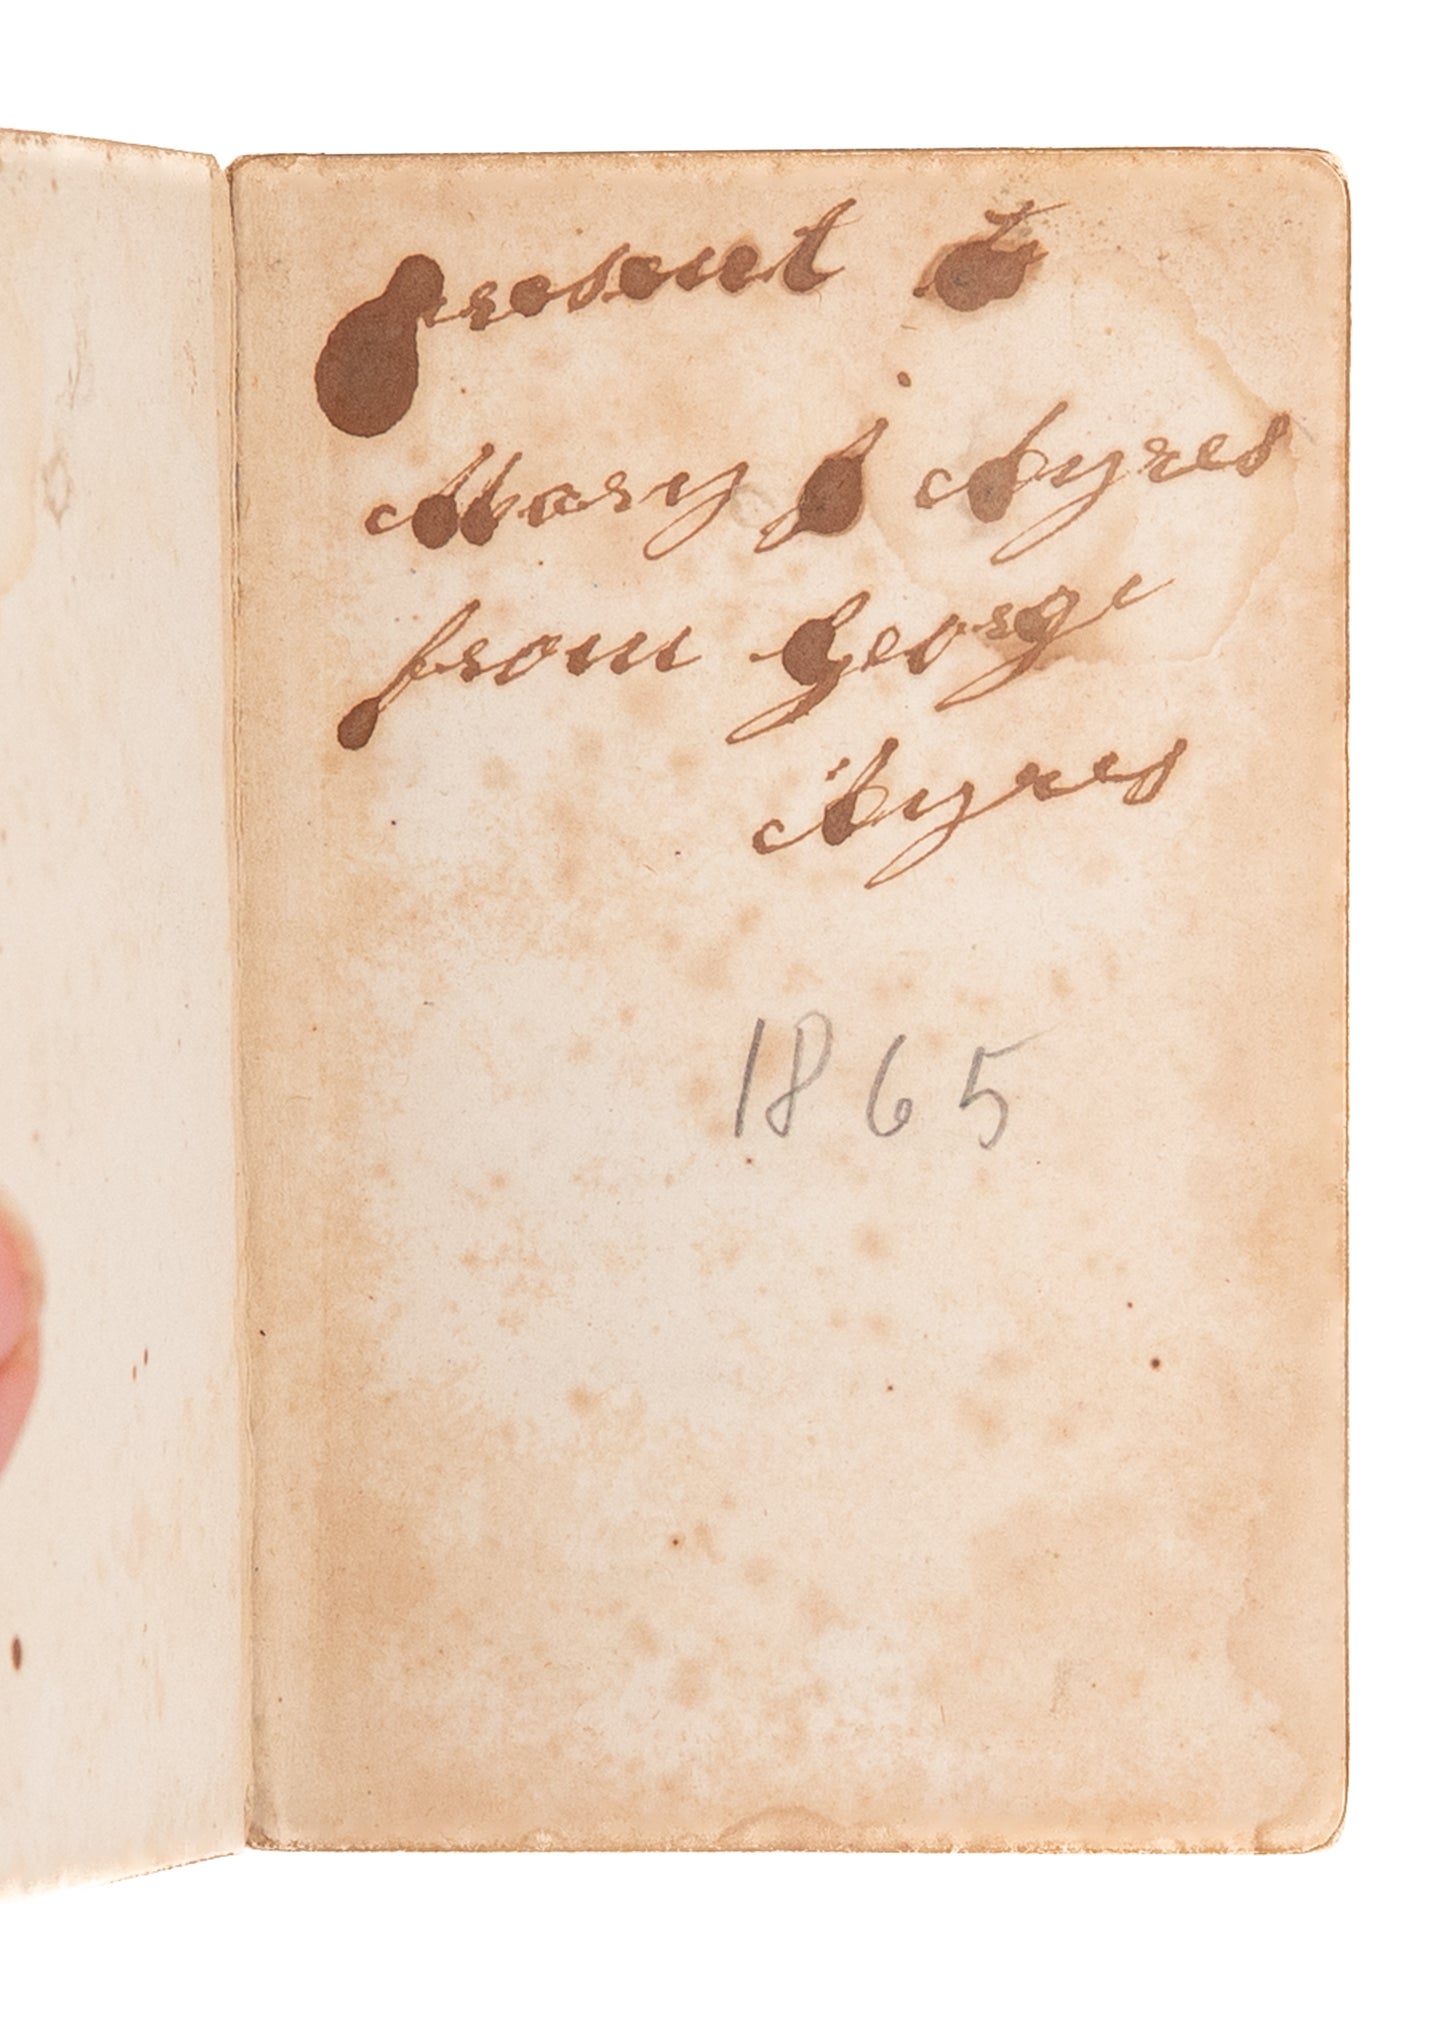 present to
Mary J Ayres
from George
Ayres
1865